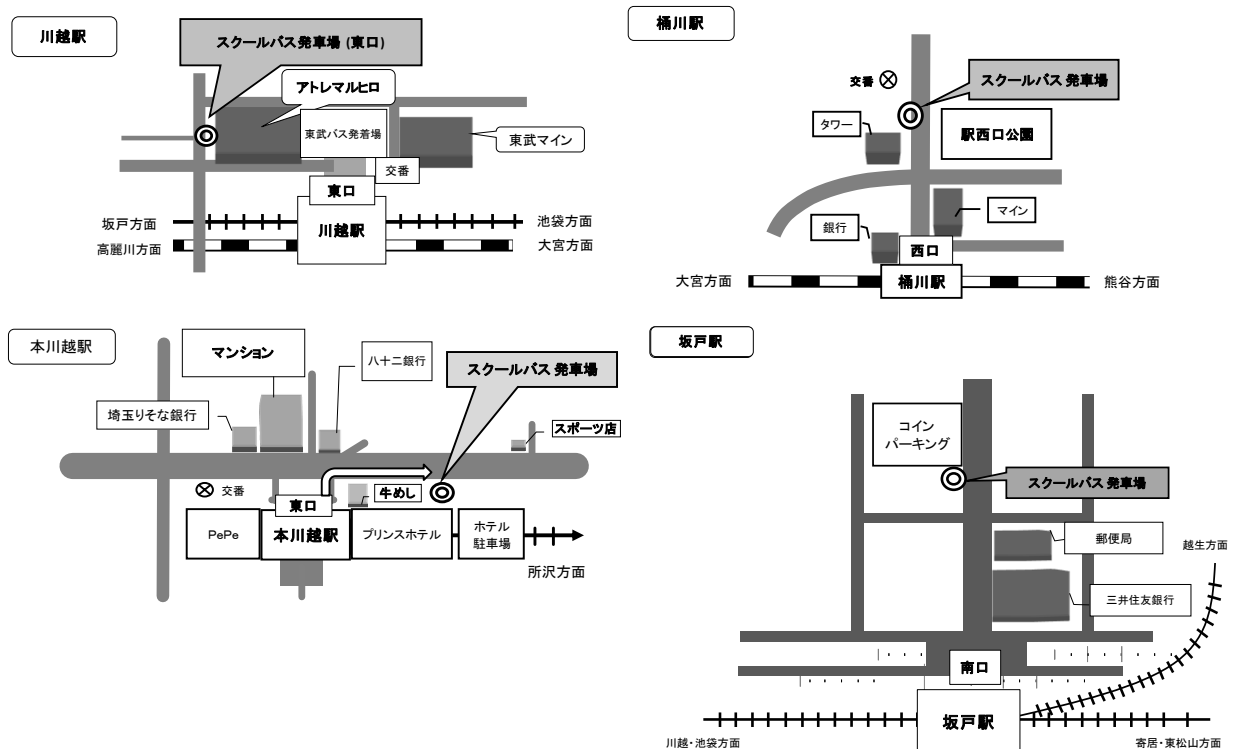 川越駅
スクールバス発車場 (東口)
アトレマルヒロ
東武バス発着場
東武マイン
交番
東口
坂戸方面
池袋方面
川越駅
高麗川方面
大宮方面
桶川駅
交番
スクールバス 発車場
タワー
駅西口公園
マイン
銀行
西口
大宮方面
桶川駅
熊谷方面
本川越駅
マンション
八十二銀行
スクールバス 発車場
埼玉りそな銀行
スポーツ店
交番
東口
牛めし
PePe
本川越駅
プリンスホテル
ホテル
駐車場
所沢方面
坂戸駅
コイン
パーキング
スクールバス 発車場
郵便局
越生方面
三井住友銀行
南口
坂戸駅
川越・池袋方面
寄居・東松山方面